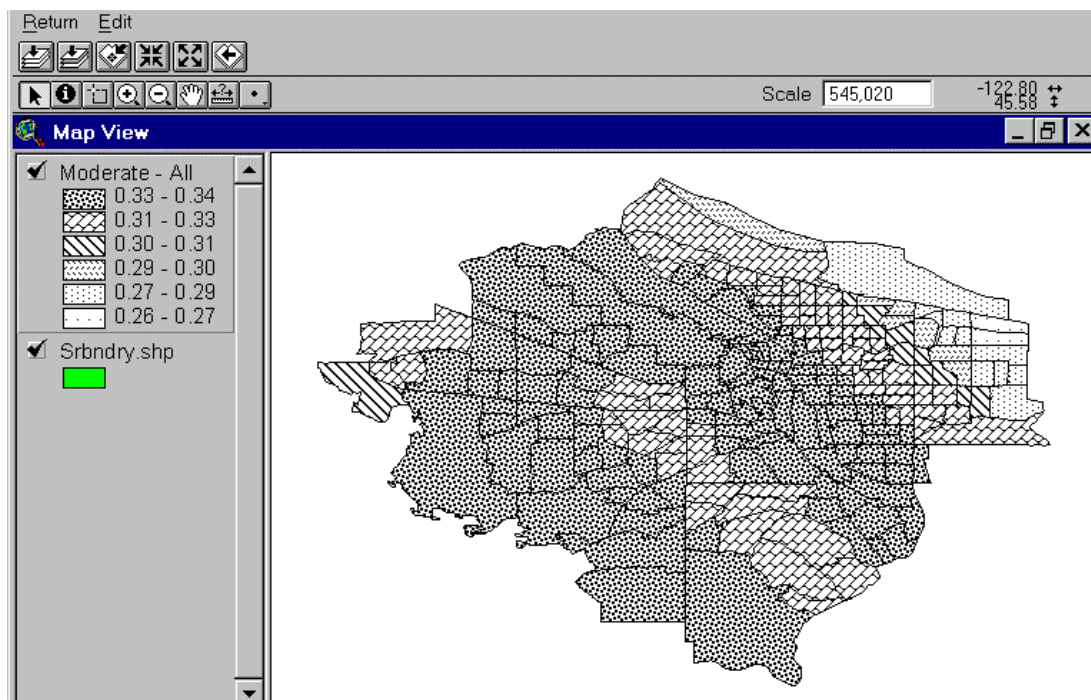 Return Edit
Scale 545,020 -122.80
45.58
Map View
Moderate - All
0.33 - 0.34
0.31 - 0.33
0.30 - 0.31
0.29 - 0.30
0.27 - 0.29
0.26 - 0.27
Srbndry.shp